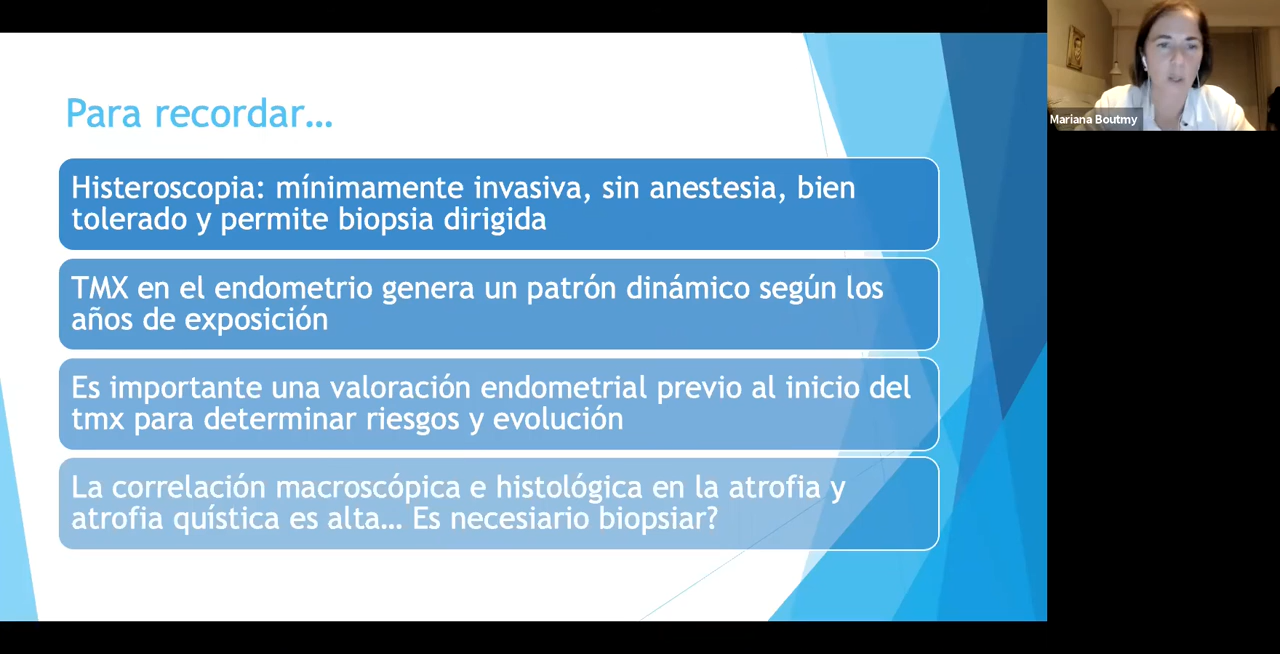 Para recordar...
Histeroscopia: mínimamente invasiva, sin anestesia, bien
tolerado y permite biopsia dirigida
TMX en el endometrio genera un patrón dinámico según los
años de exposición
Es importante una valoración endometrial previo al inicio del
tmx para determinar riesgos y evolución
La correlación macroscópica e histológica en la atrofia y
atrofia quística es alta... Es necesiario biopsiar?
Mariana Boutmy